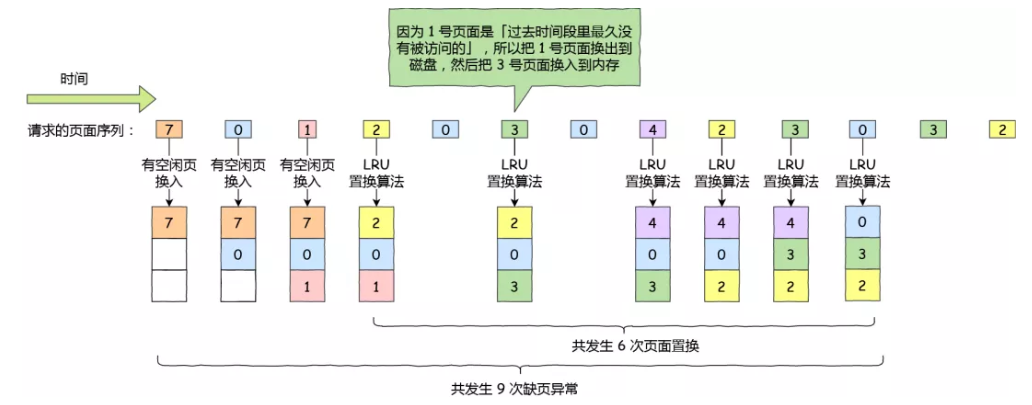 因为 1 号页面是「过去时间段里最久没
有被访问的」，所以把 1 号页面换出到
磁盘，然后把 3 号页面换入到内存
时间
请求的页面序列： 7 0 1 2 0 3 0 4 2 3 0 3 2
有空闲页 有空闲页 有空闲页 LRU LRU LRU LRU LRU LRU
换入 换入 换入 置换算法 置换算法 置换算法 置换算法 置换算法 置换算法
7 7 7 2 2 4 4 4 0
0 0 0 0 0 0 3 3
1 1 3 3 2 2 2
共发生 6 次页面置换
共发生 9 次缺页异常